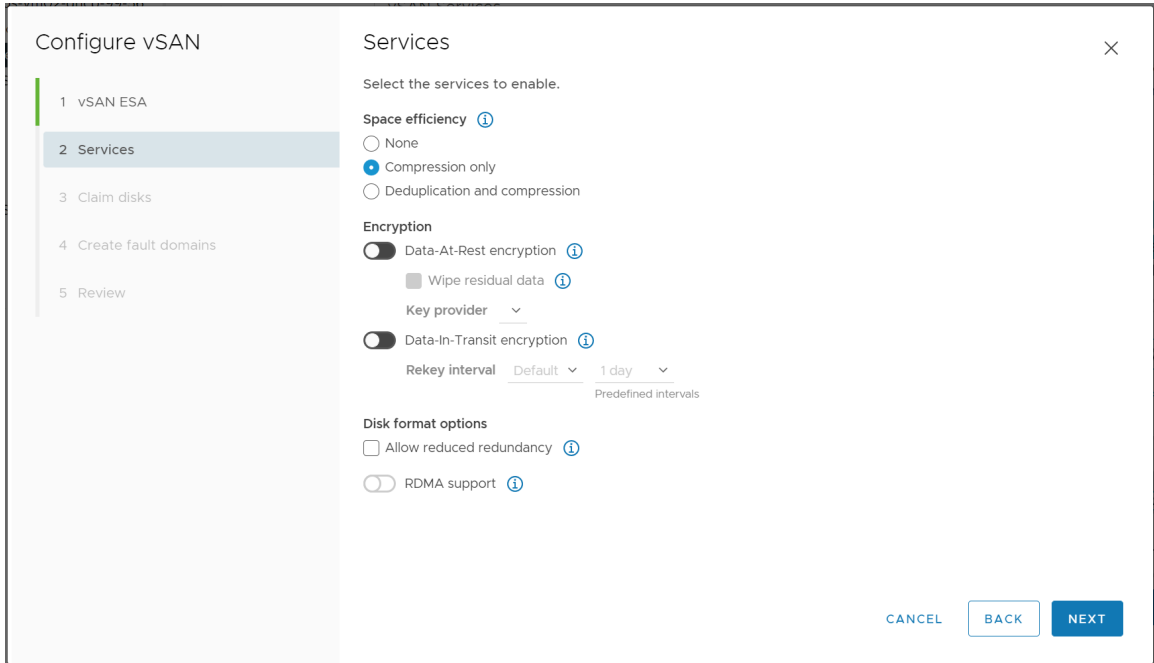 Configure vSAN
1 vSAN ESA
2 Services
3 Claim disks
4 Create fault domains
5 Review
Services
Select the services to enable.
Space efficiency
None
Compression only
Deduplication and compression
Encryption
Data-At-Rest encryption
Wipe residual data
Key provider
Data-In-Transit encryption
Rekey interval Default 1 day
Predefined intervals
Disk format options
Allow reduced redundancy
RDMA support
CANCEL BACK NEXT